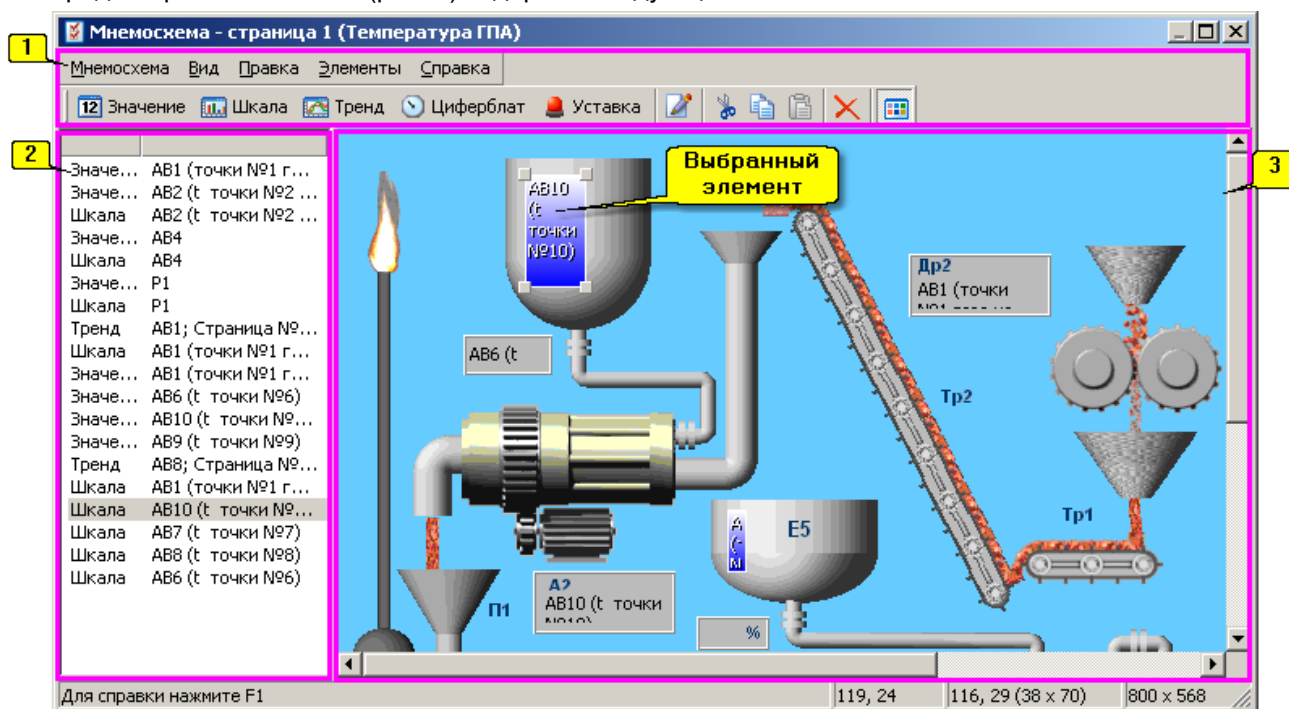 Мнемосхема - страница 1 (Температура ГПА)
1
Мнемосхема Вид Правка Элементы Справка
12 Значение Шкала Тренд Циферблат Уставка
2
3
Значе... АВ1 (точки №1 г...
Значе... АВ2 (t точки №2 ...
Шкала АВ2 (t точки №2 ...
Значе... АВ4
Шкала АВ4
Значе... Р1
Шкала Р1
Тренд АВ1; Страница №...
Шкала АВ1 (точки №1 г...
Значе... АВ1 (точки №1 г...
Значе... АВ6 (t точки №6)
Значе... АВ10 (t точки №...
Значе... АВ9 (t точки №9)
Тренд АВ8; Страница №...
Шкала АВ1 (точки №1 г...
Шкала АВ10 (t точки №...
Шкала АВ7 (t точки №7)
Шкала АВ8 (t точки №8)
Шкала АВ6 (t точки №6)
Выбранный
элемент
АВ10
(t
точки
№10)
Др2
АВ1 (точки
АВ6 (t
Тр2
Тр1
А
(t
Е5
А2
АВ10 (t точки
П1
%
Для справки нажмите F1
119, 24
116, 29 (38 x 70)
800 x 568